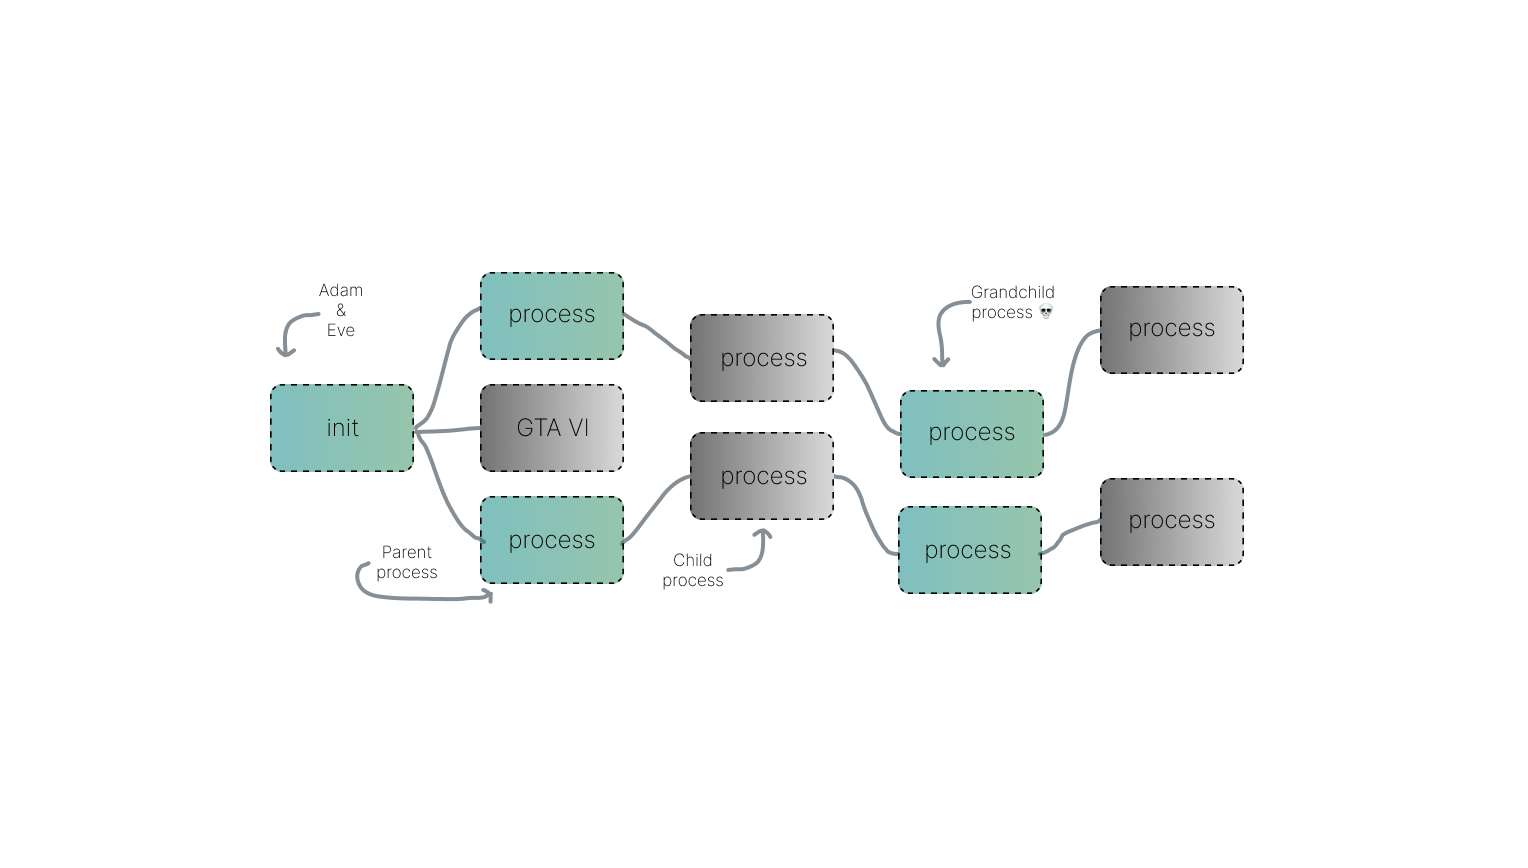 Adam
&
Eve
init
process
GTA VI
process
Parent
process
process
process
Child
process
Grandchild
process 💀
process
process
process
process